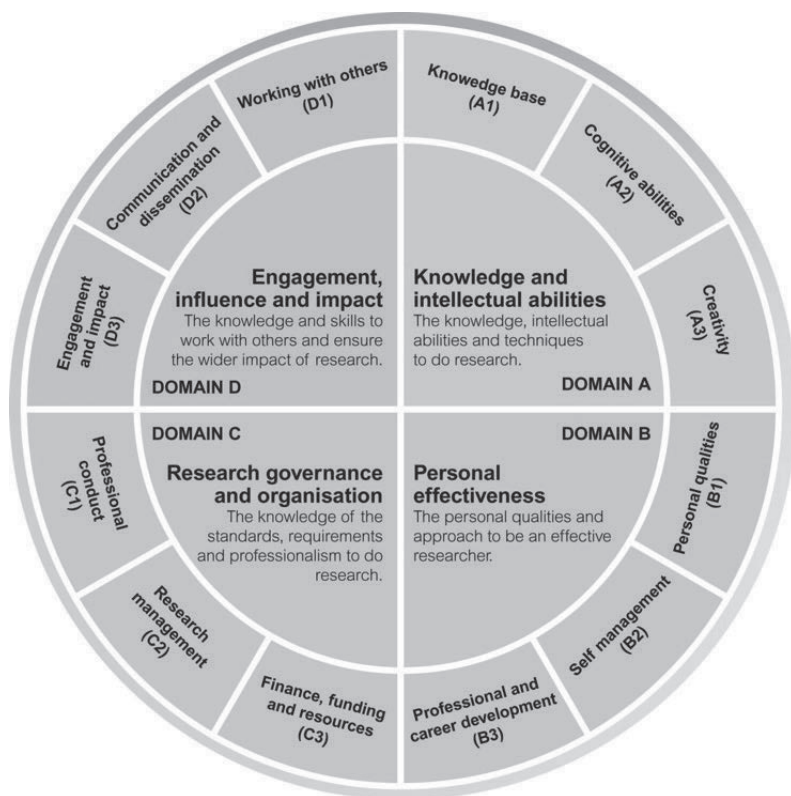 Knowedge base
(A1)
Cognitive abilities
(A2)
Creativity
(A3)
Personal qualities
(B1)
Self management
(B2)
Professional and
career development
(B3)
Finance, funding
and resources
(C3)
Research
management
(C2)
Professional
conduct
(C1)
Engagement
and impact
(D3)
Communication and
dissemination
(D2)
Working with others
(D1)
Engagement,
influence and impact
The knowledge and skills to
work with others and ensure
the wider impact of research.
DOMAIN D
Knowledge and
intellectual abilities
The knowledge, intellectual
abilities and techniques
to do research.
DOMAIN A
DOMAIN C
Research governance
and organisation
The knowledge of the
standards, requirements
and professionalism to do
research.
DOMAIN B
Personal
effectiveness
The personal qualities and
approach to be an effective
researcher.